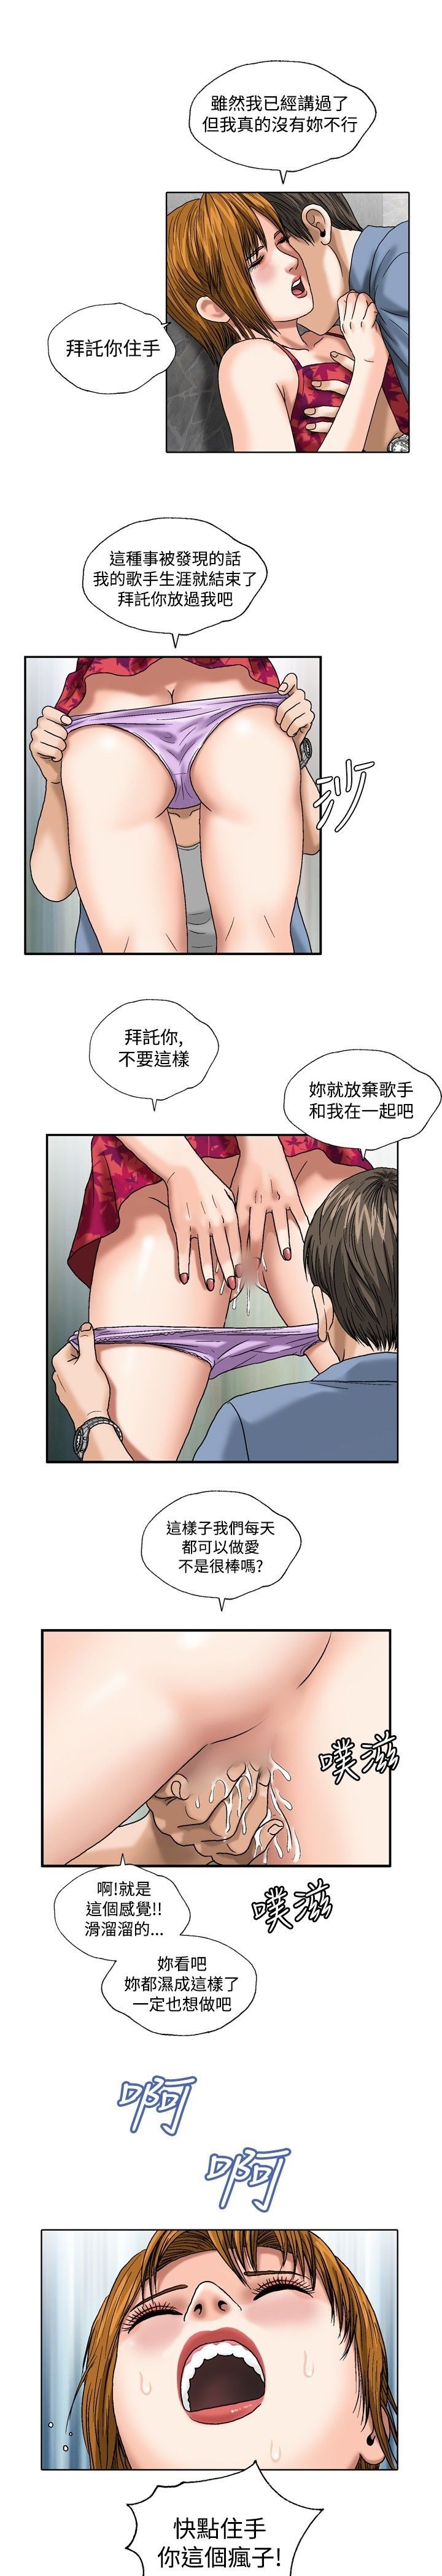 雖然我已經講過了
但我真的沒有妳不行
拜託你住手
這種事被發現的話
我的歌手生涯就結束了
拜託你放過我吧
沙
拜託你,
不要這樣
妳就放棄歌手
和我在一起吧
這樣子我們每天
都可以做愛
不是很棒嗎?
噗滋
噗滋
啊!就是
這個感覺!!
滑溜溜的...
妳看吧
妳都濕成這樣了
一定也想做吧
啊
啊
快點住手
你這個瘋子!